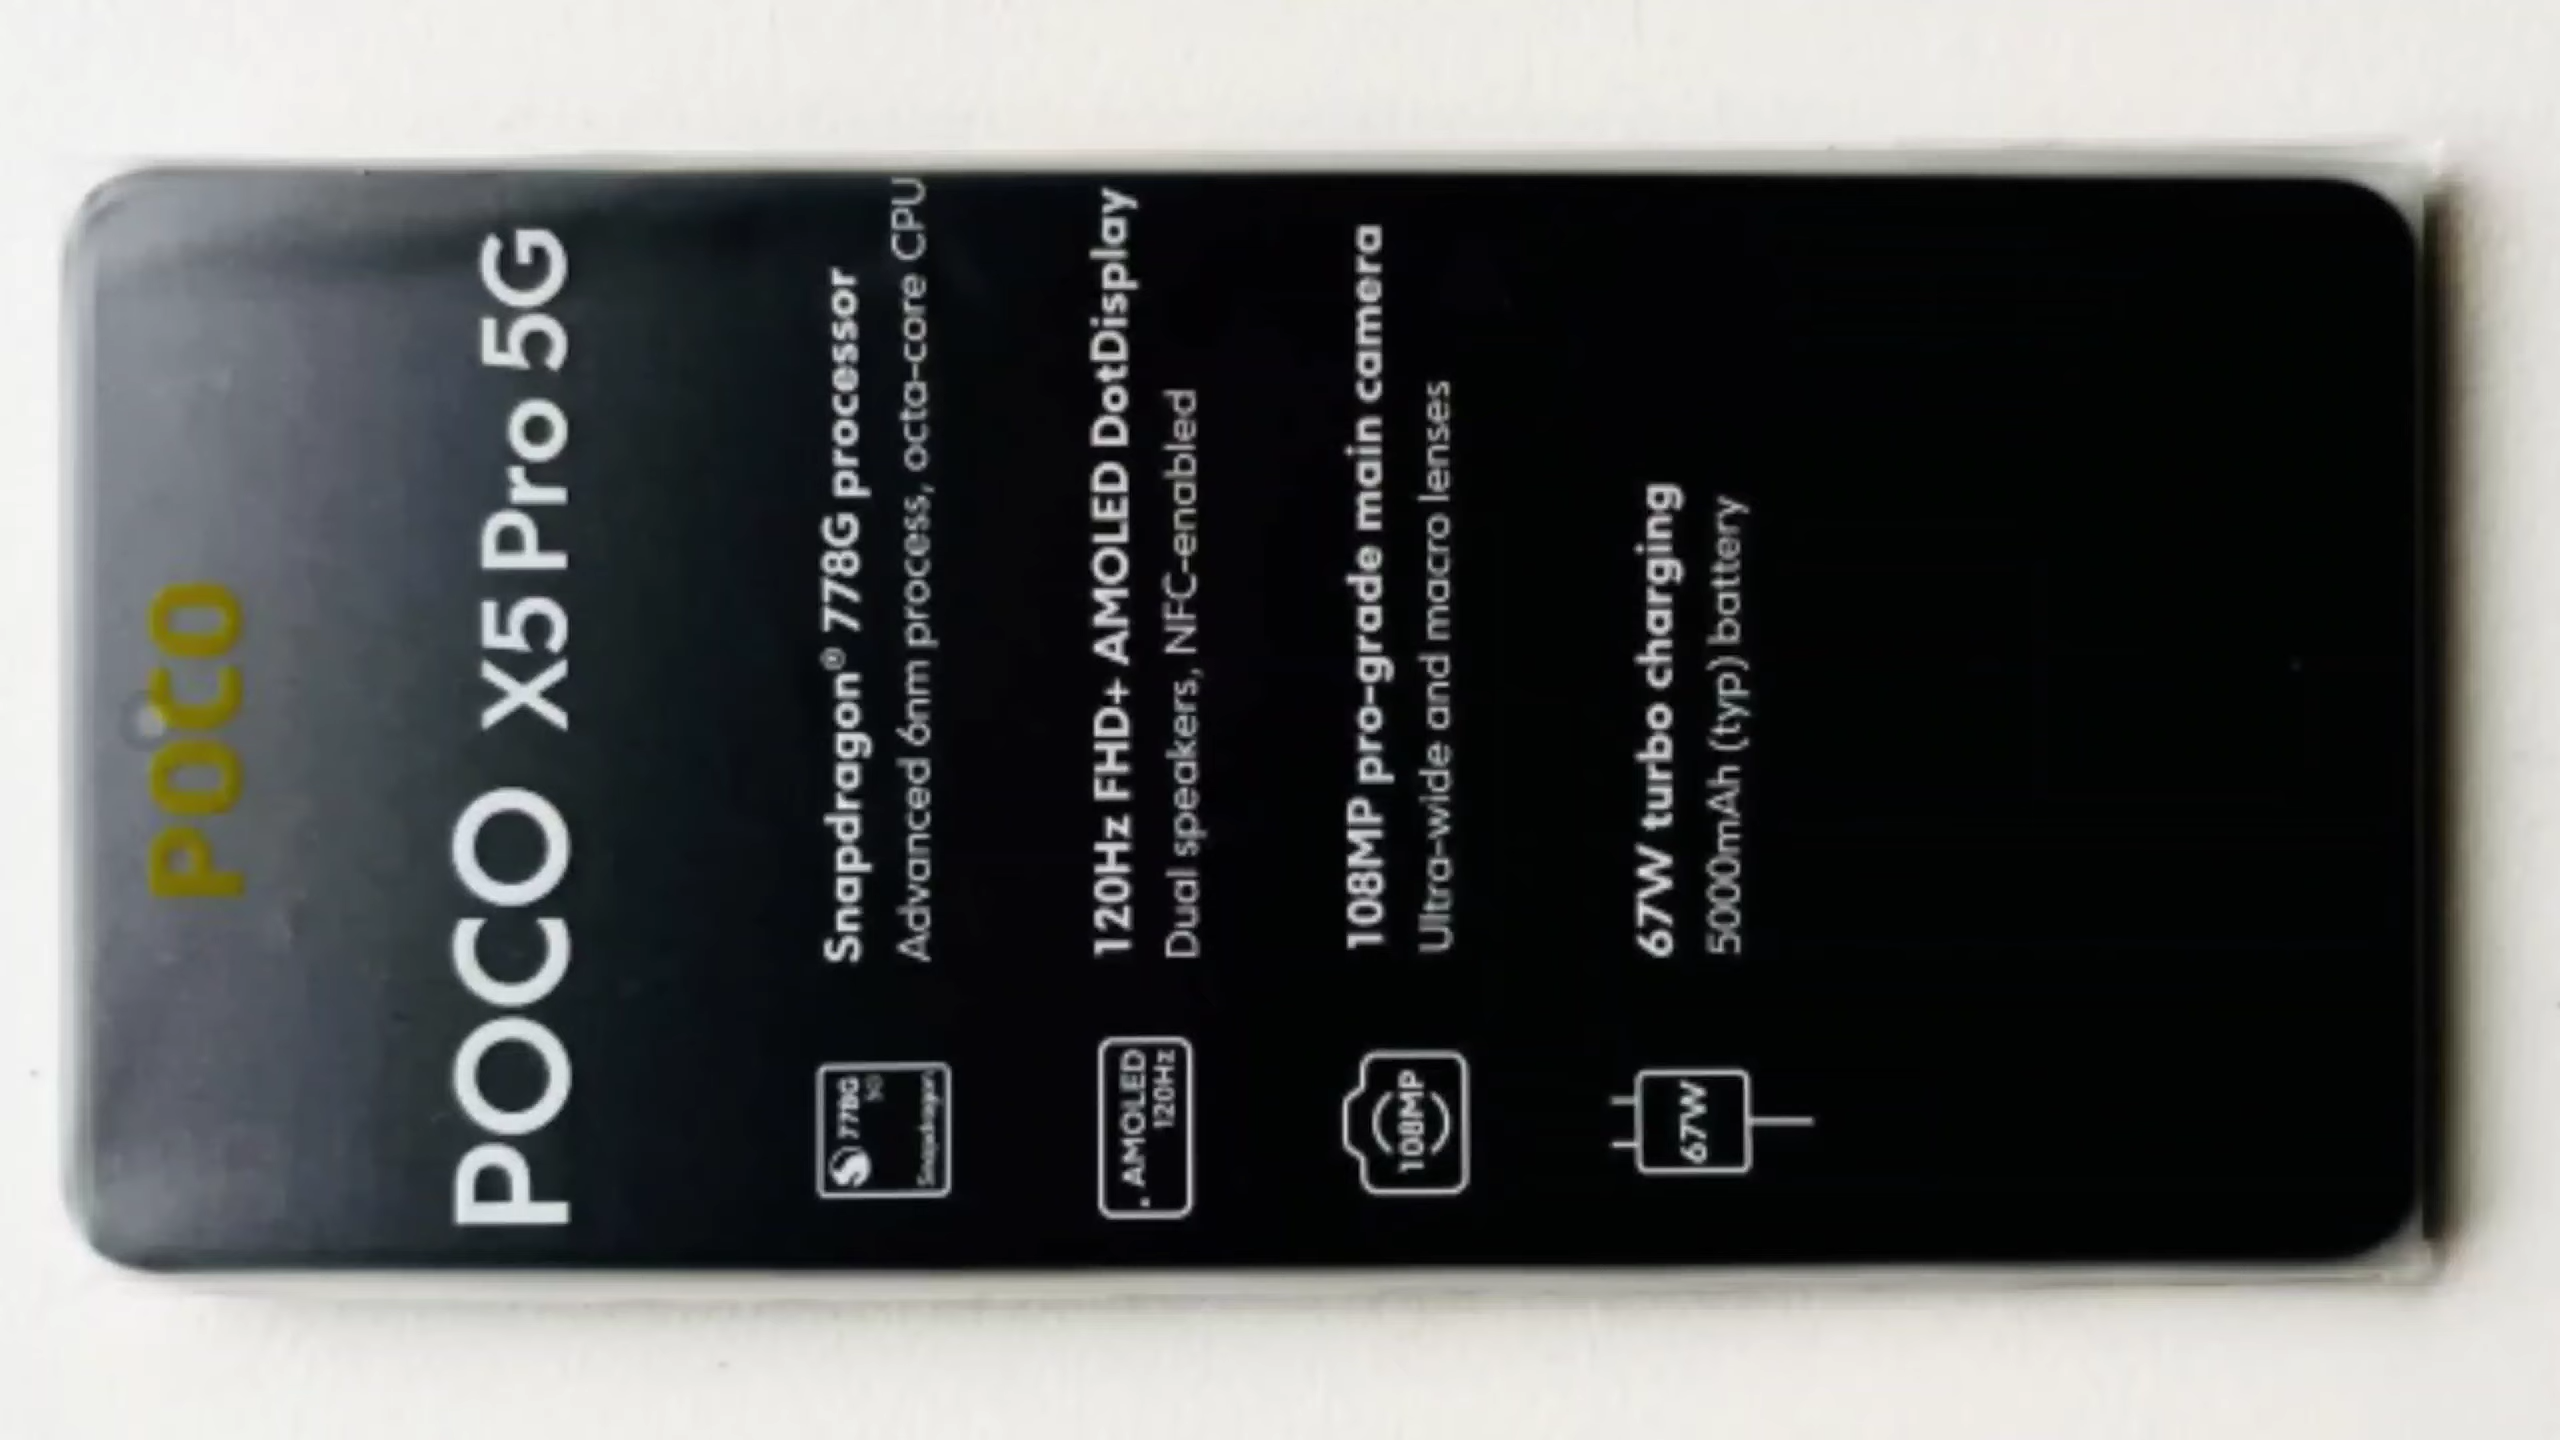 POCO
POCO X5 Pro 5G
778G
5G
Snapdragon
Snapdragon® 778G processor
Advanced 6nm process, octa-core CPU
AMOLED
120Hz
120Hz FHD+ AMOLED DotDisplay
Dual speakers, NFC-enabled
108MP
108MP pro-grade main camera
Ultra-wide and macro lenses
67W
67W turbo charging
5000mAh (typ) battery